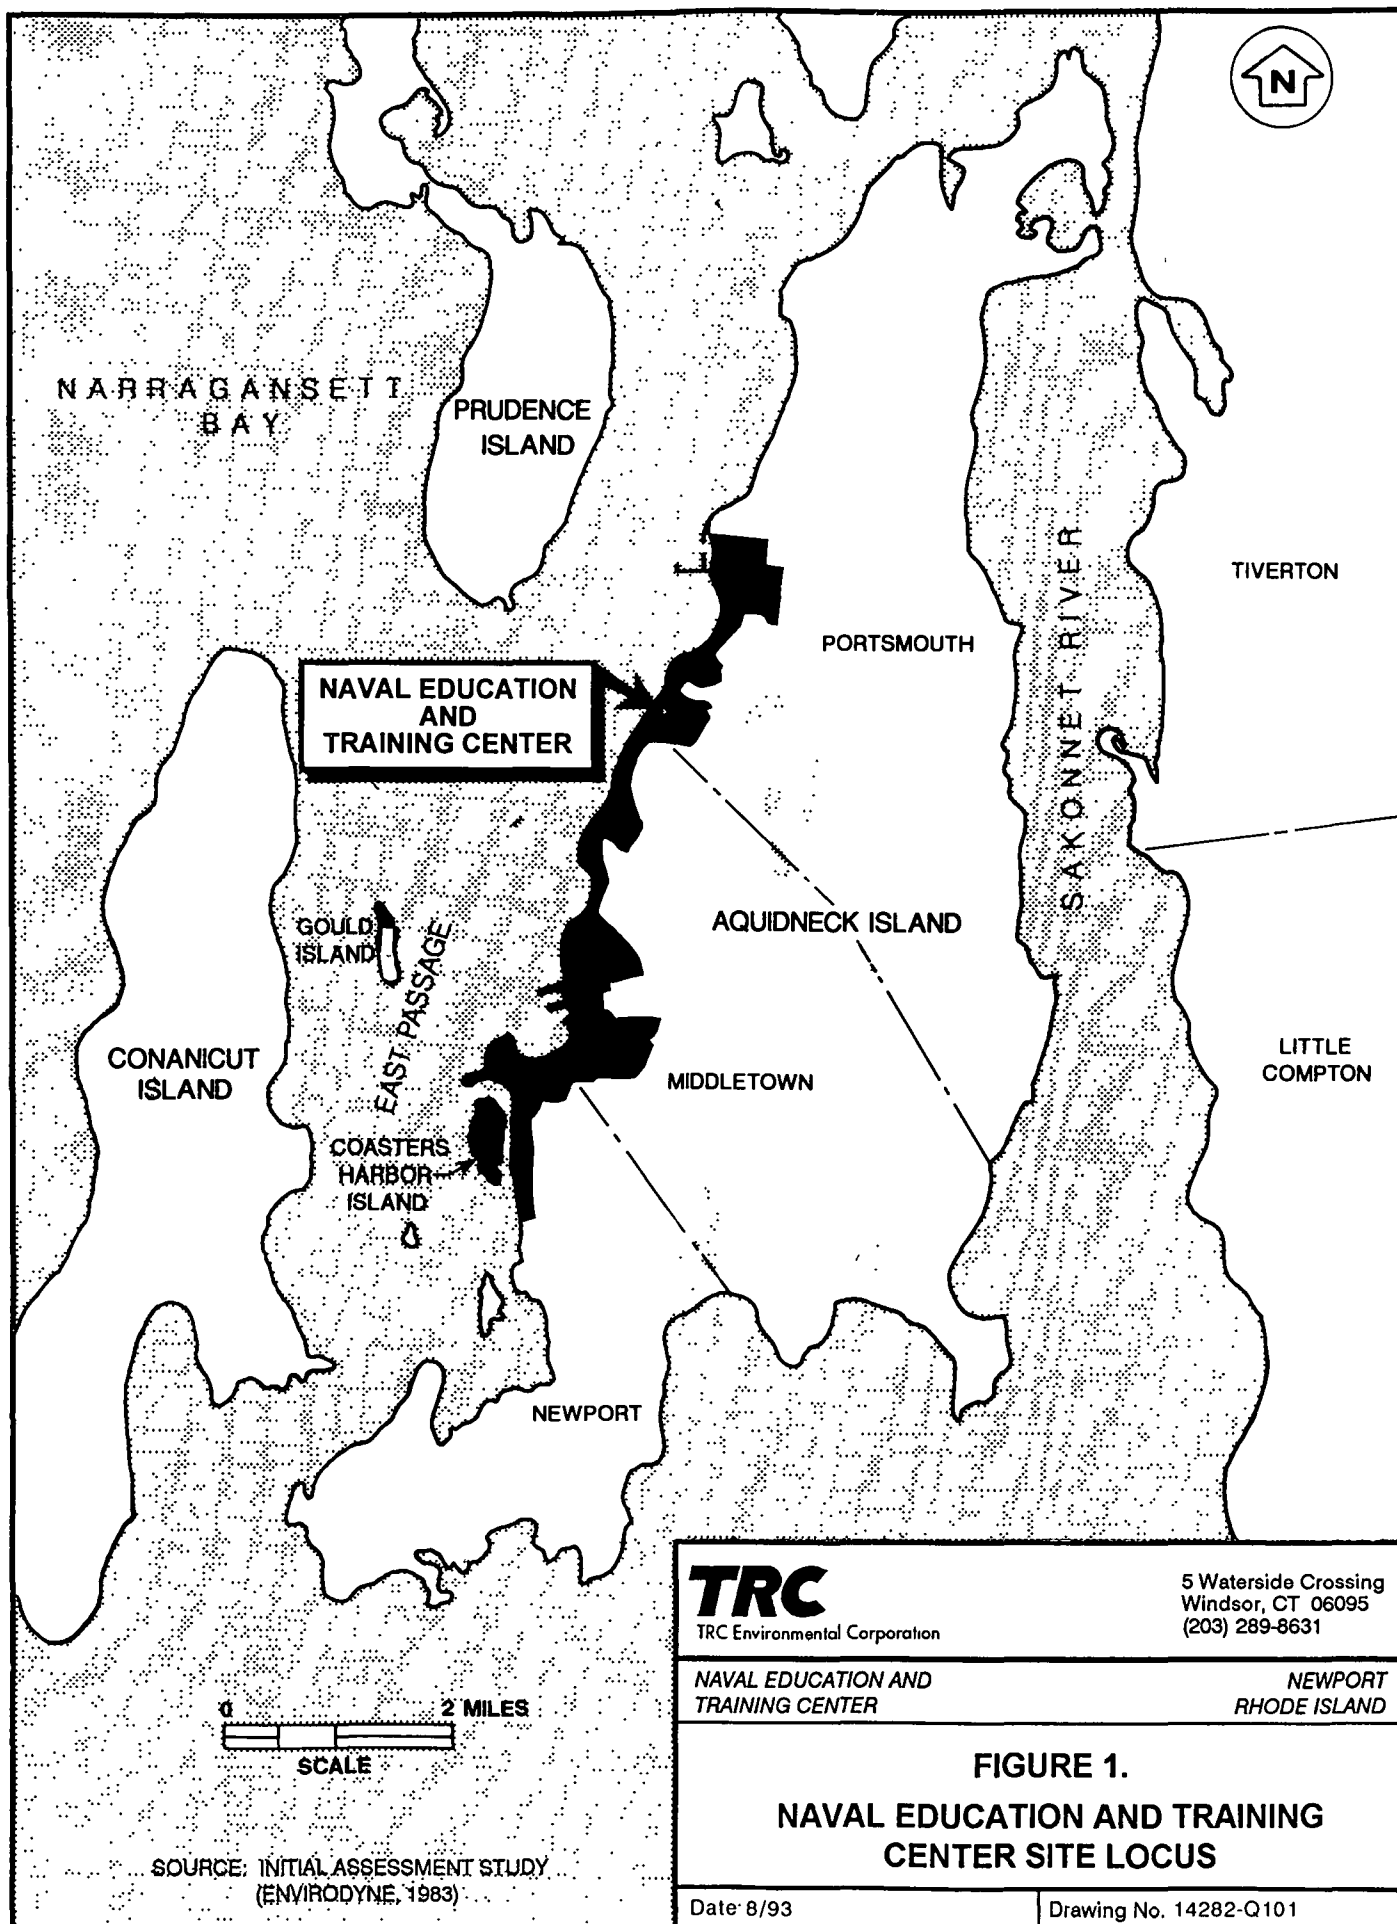 N
NARRAGANSETT
BAY
PRUDENCE
ISLAND
TIVERTON
PORTSMOUTH
SAKONNET RIVER
NAVAL EDUCATION
AND
TRAINING CENTER
GOULD
ISLAND
EAST PASSAGE
AQUIDNECK ISLAND
CONANICUT
ISLAND
MIDDLETOWN
LITTLE
COMPTON
COASTERS
HARBOR
ISLAND
NEWPORT
0 2 MILES
SCALE
SOURCE: INITIAL ASSESSMENT STUDY
(ENVIRODYNE, 1983)
TRC
TRC Environmental Corporation
5 Waterside Crossing
Windsor, CT 06095
(203) 289-8631
NAVAL EDUCATION AND
TRAINING CENTER
NEWPORT
RHODE ISLAND
FIGURE 1.
NAVAL EDUCATION AND TRAINING
CENTER SITE LOCUS
Date: 8/93
Drawing No. 14282-Q101